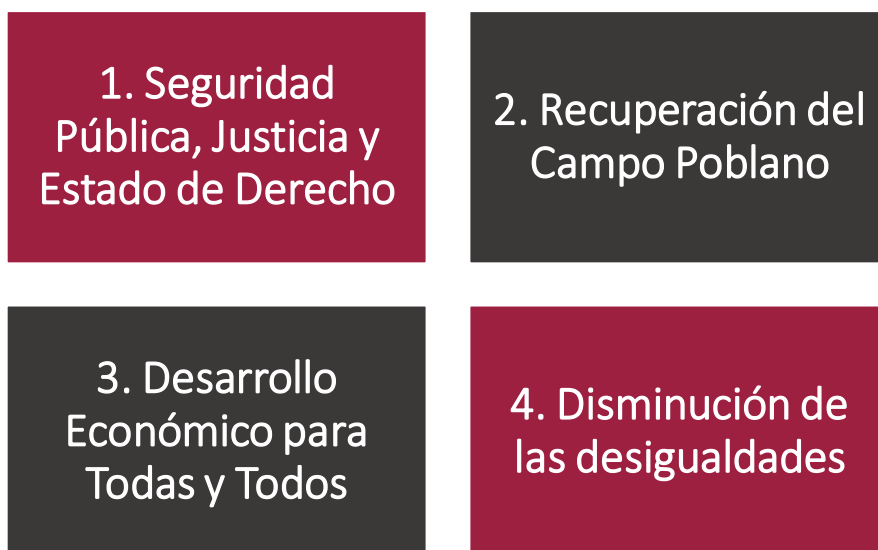 1. Seguridad
Pública, Justicia y
Estado de Derecho
2. Recuperación del
Campo Poblano
3. Desarrollo
Económico para
Todas y Todos
4. Disminución de
las desigualdades